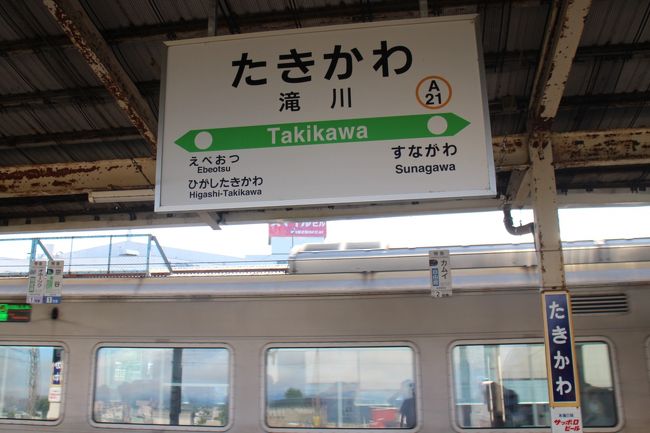 たきかわ
滝川
A
21
Takikawa
えべおつ
Ebeotsu
ひがしたきかわ
Higashi-Takikawa
すながわ
Sunagawa
カムイ
2
たきかわ
サッポロビール